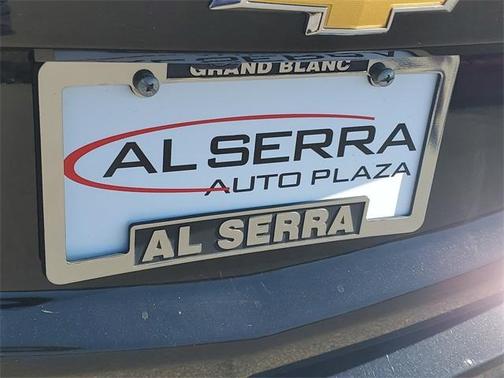 GRAND BLANC
AL SERRA
AUTO PLAZA
AL SERRA